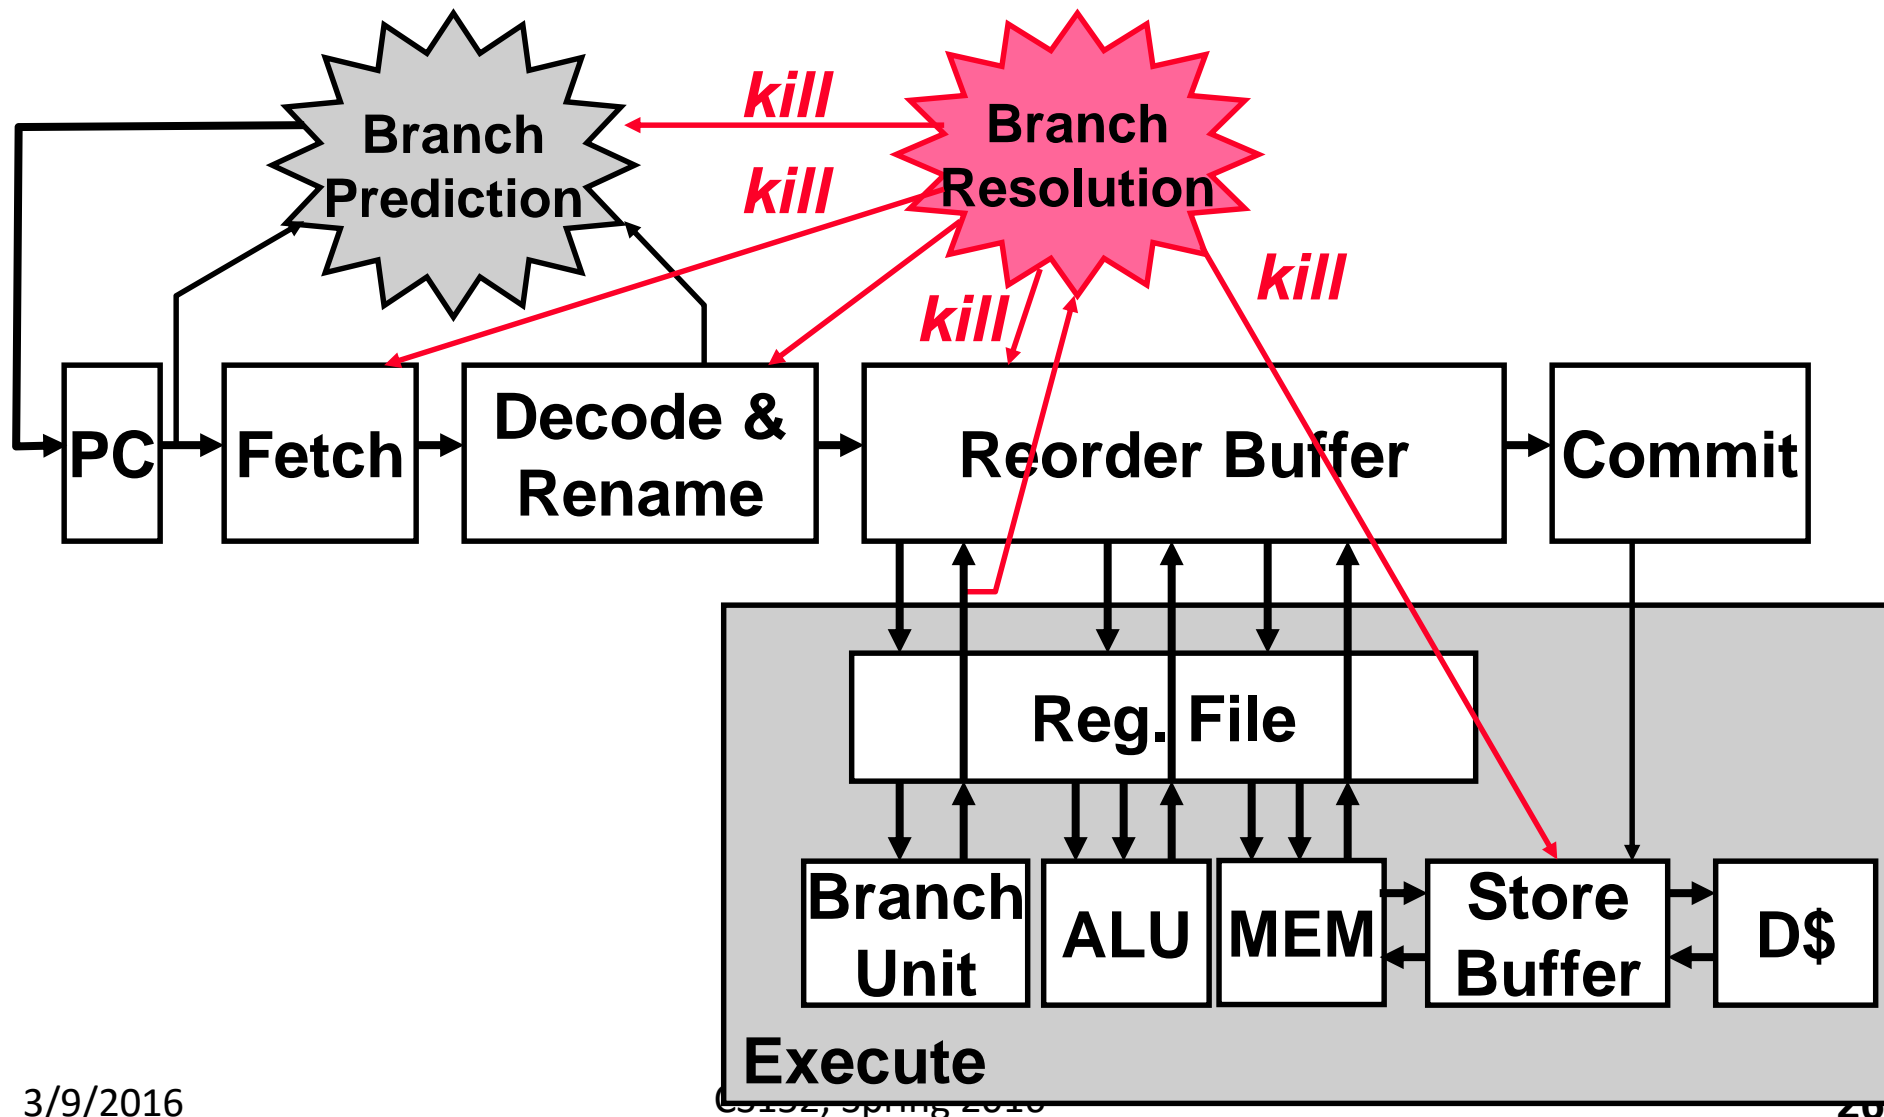 kill
Branch
Prediction
Branch
Resolution
kill
kill
kill
PC
Fetch
Decode &
Rename
Reorder Buffer
Commit
Reg. File
Branch
Unit
ALU
MEM
Store
Buffer
D$
Execute
3/9/2016